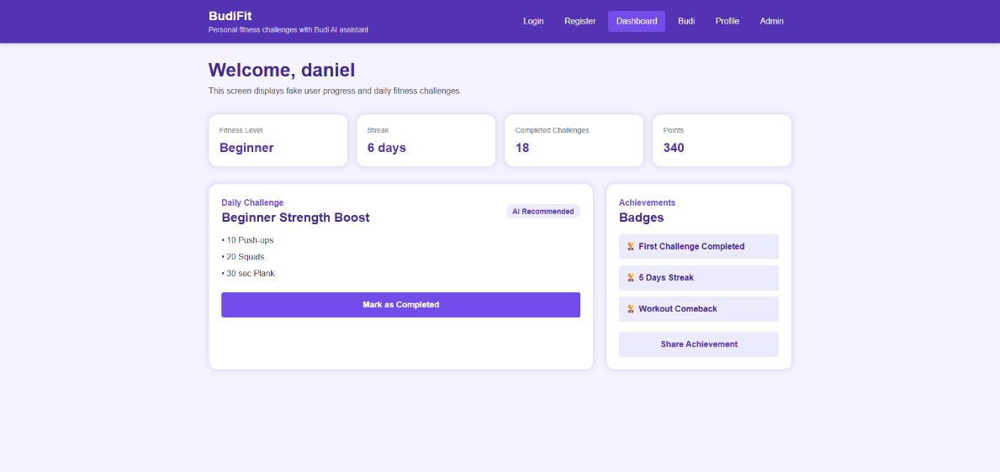 BudiFit
Personal fitness challenges with Budi AI assistant
Login
Register
Dashboard
Budi
Profile
Admin
Welcome, daniel
This screen displays fake user progress and daily fitness challenges.
Fitness Level
Beginner
Streak
6 days
Completed Challenges
18
Points
340
Daily Challenge
Beginner Strength Boost
AI Recommended
• 10 Push-ups
• 20 Squats
• 30 sec Plank
Mark as Completed
Achievements
Badges
🏆 First Challenge Completed
🏆 5 Days Streak
🏆 Workout Comeback
Share Achievement